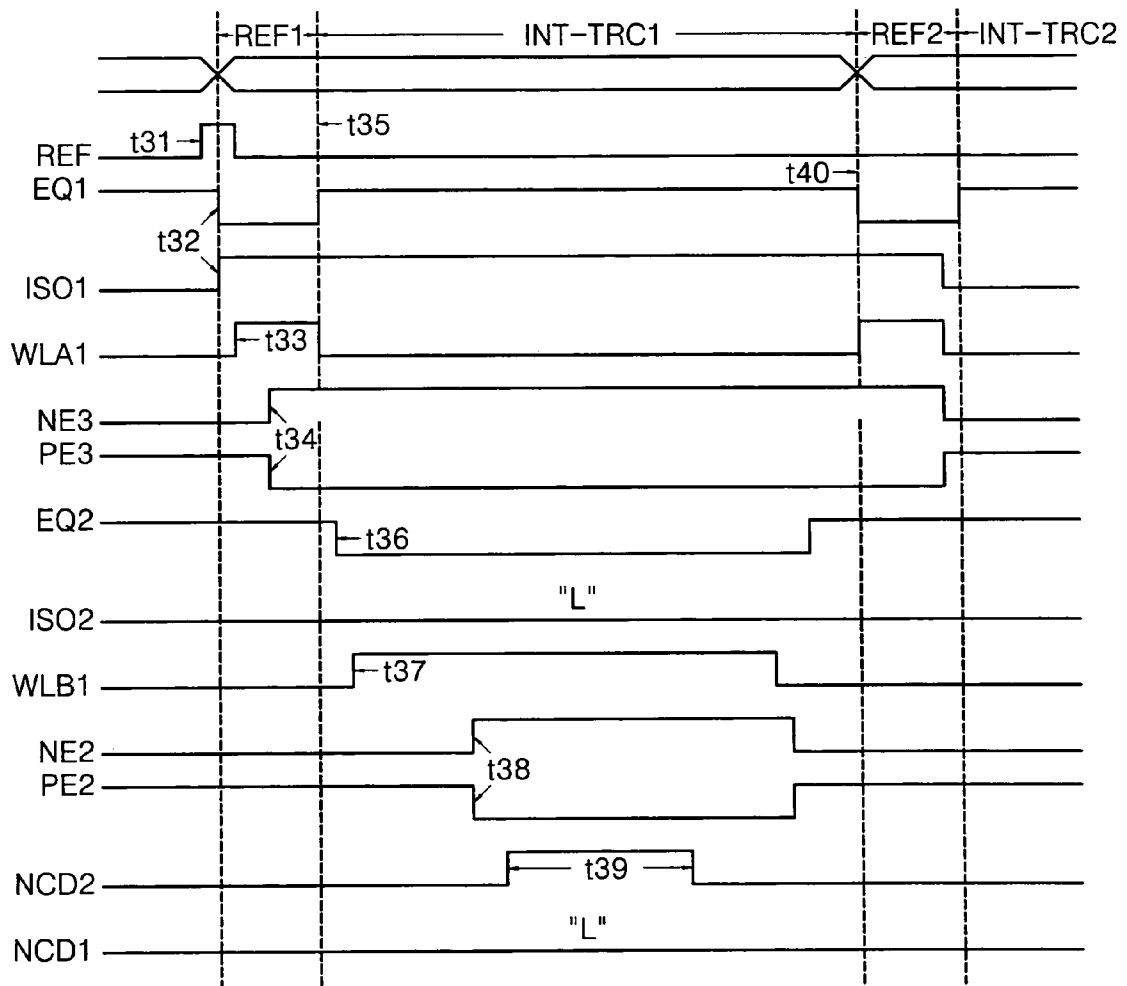 REF1 INT-TRC1 REF2 INT-TRC2
t31 t35
REF
t40
EQ1
t32
ISO1
t33
WLA1
NE3
t34
PE3
EQ2
t36
"L"
ISO2
t37
WLB1
NE2
t38
PE2
t39
NCD2
"L"
NCD1